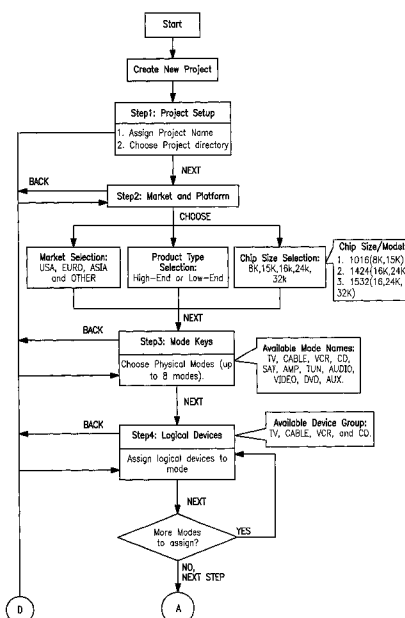 Start
Create New Project
Step1: Project Setup
1. Assign Project Name
2. Choose Project directory
NEXT
BACK
Step2: Market and Platform
CHOOSE
Market Selection:
USA, EURO, ASIA
and OTHER
Product Type
Selection:
High-End or Low-End
Chip Size Selection:
8K,15K,16k,24k,
32k
Chip Size/Model
1. 1016(8K,15K)
2. 1424(16K,24K
3. 1532(16,24K,
32K)
NEXT
BACK
Step3: Mode Keys
Choose Physical Modes (up
to 8 modes).
Available Mode Names:
TV, CABLE, VCR, CD,
SAT, AMP, TUN, AUDIO,
VIDEO, DVD, AUX.
NEXT
BACK
Step4: Logical Devices
Assign logical devices to
mode
Available Device Group:
TV, CABLE, VCR, and CD.
NEXT
More Modes
to assign?
YES
NO,
NEXT STEP
D
A